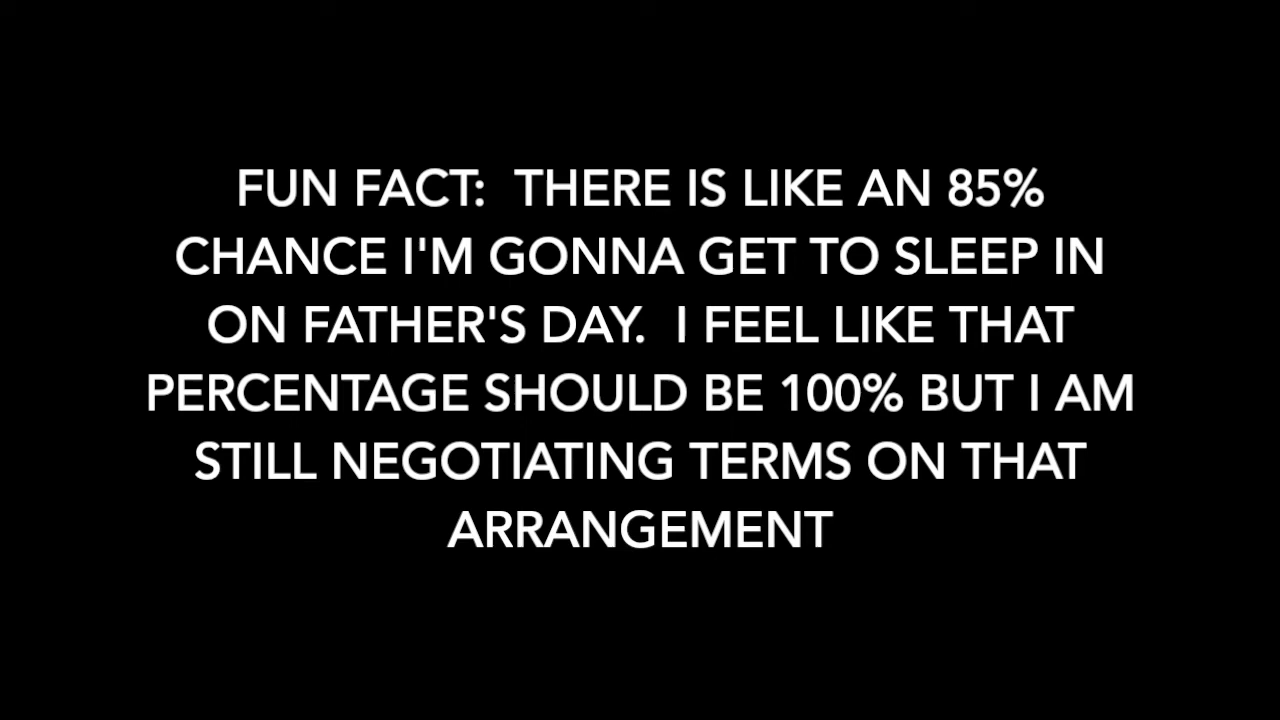 FUN FACT:  THERE IS LIKE AN 85%
CHANCE I'M GONNA GET TO SLEEP IN
ON FATHER'S DAY.  I FEEL LIKE THAT
PERCENTAGE SHOULD BE 100% BUT I AM
STILL NEGOTIATING TERMS ON THAT
ARRANGEMENT